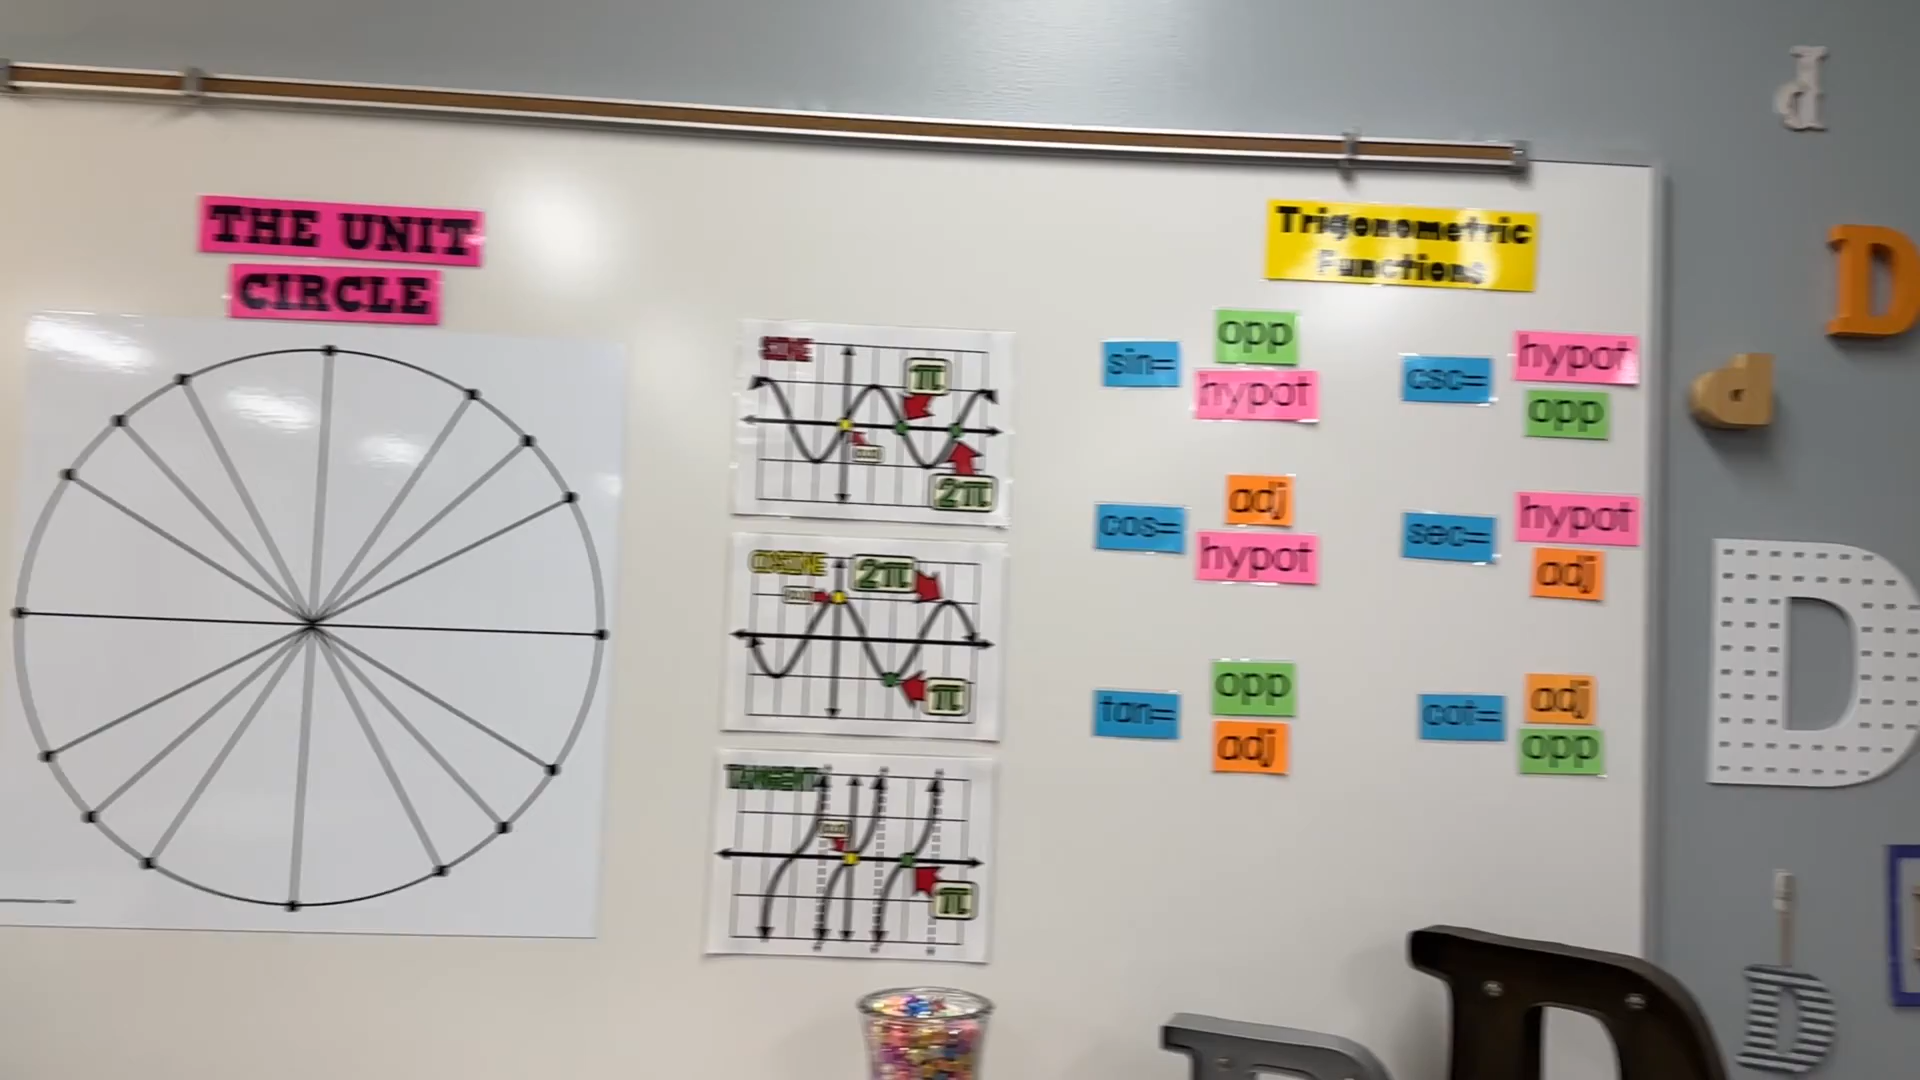 THE UNIT
CIRCLE
SINE
π
2π
COSINE
2π
π
TANGENT
π
Trigonometric
Functions
sin=
opp
hypot
csc=
hypot
opp
cos=
adj
hypot
sec=
hypot
adj
tan=
opp
adj
cot=
adj
opp
d
D
d
D
D
D